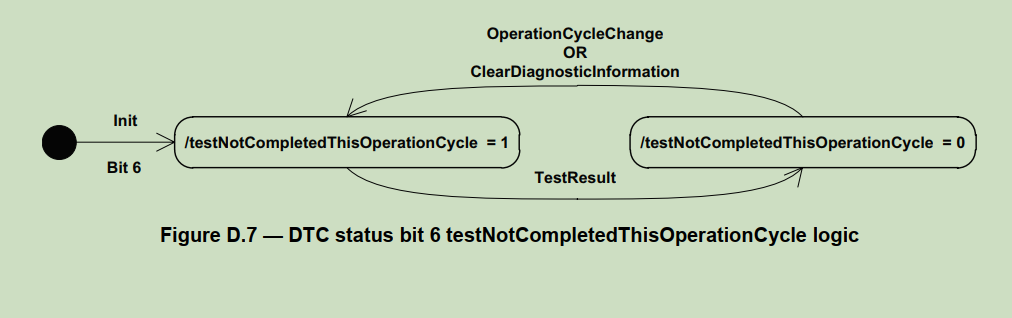 OperationCycleChange
OR
ClearDiagnosticInformation
Init
/testNotCompletedThisOperationCycle = 1
/testNotCompletedThisOperationCycle = 0
Bit 6
TestResult
Figure D.7 — DTC status bit 6 testNotCompletedThisOperationCycle logic